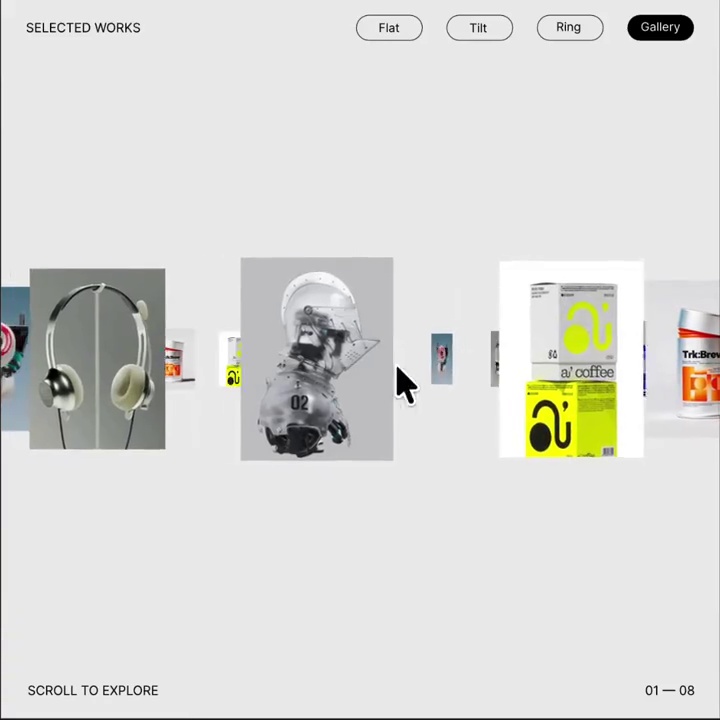 SELECTED WORKS
Flat
Tilt
Ring
Gallery
02
a' coffee
Trk:Brew
SCROLL TO EXPLORE
01 — 08